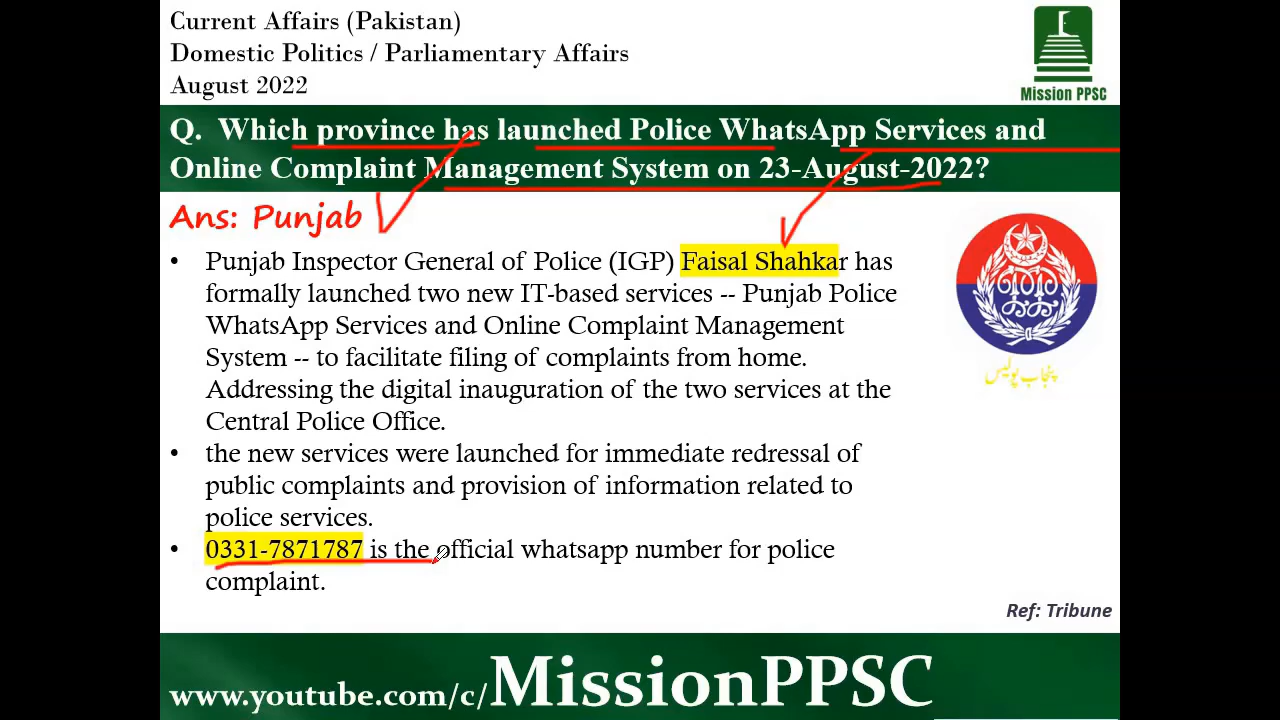 Current Affairs (Pakistan)
Domestic Politics / Parliamentary Affairs
August 2022
Mission PPSC
Q. Which province has launched Police WhatsApp Services and
Online Complaint Management System on 23-August-2022?
Ans: Punjab
• Punjab Inspector General of Police (IGP) Faisal Shahkar has
formally launched two new IT-based services -- Punjab Police
WhatsApp Services and Online Complaint Management
System -- to facilitate filing of complaints from home.
Addressing the digital inauguration of the two services at the
Central Police Office.
پنجاب پولیس
• the new services were launched for immediate redressal of
public complaints and provision of information related to
police services.
• 0331-7871787 is the official whatsapp number for police
complaint.
Ref: Tribune
www.youtube.com/c/MissionPPSC